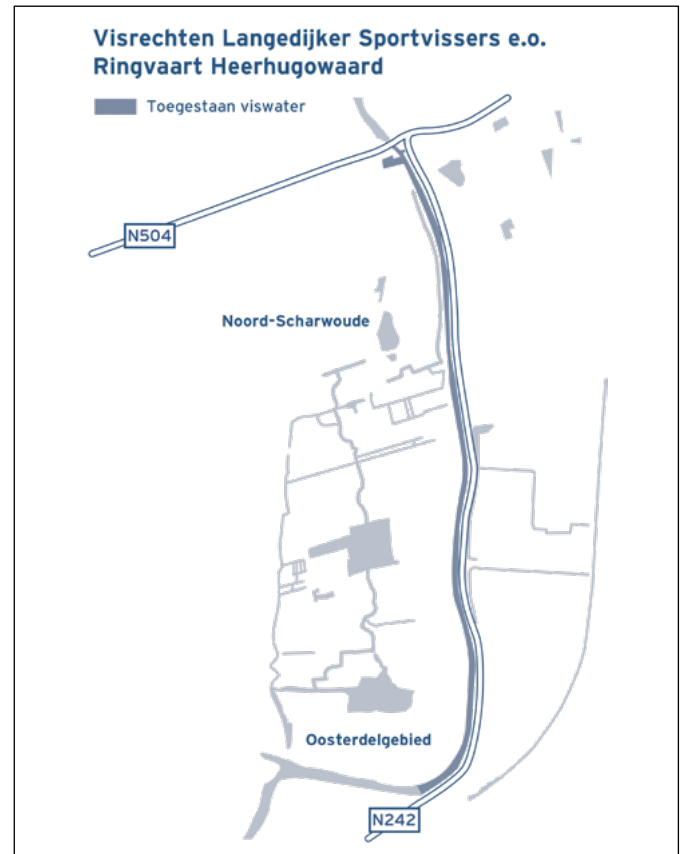 Visrechten Langedijker Sportvissers e.o.
Ringvaart Heerhugowaard
Toegestaan viswater
N504
Noord-Scharwoude
Oosterdelgebied
N242